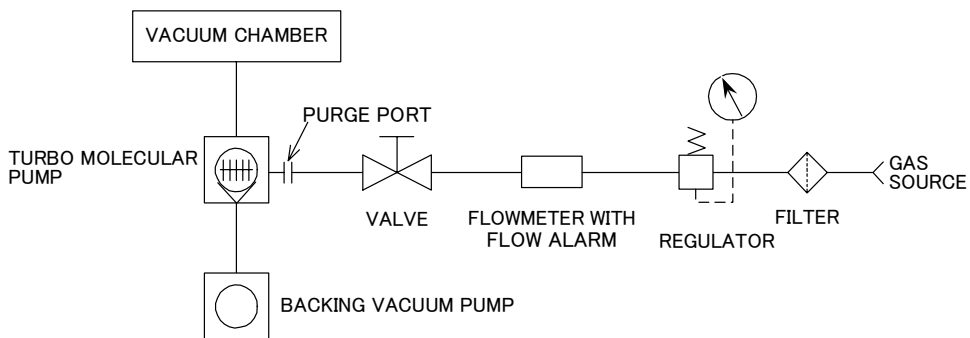 VACUUM CHAMBER
PURGE PORT
TURBO MOLECULAR
PUMP
VALVE
FLOWMETER WITH
FLOW ALARM
REGULATOR
FILTER
GAS
SOURCE
BACKING VACUUM PUMP